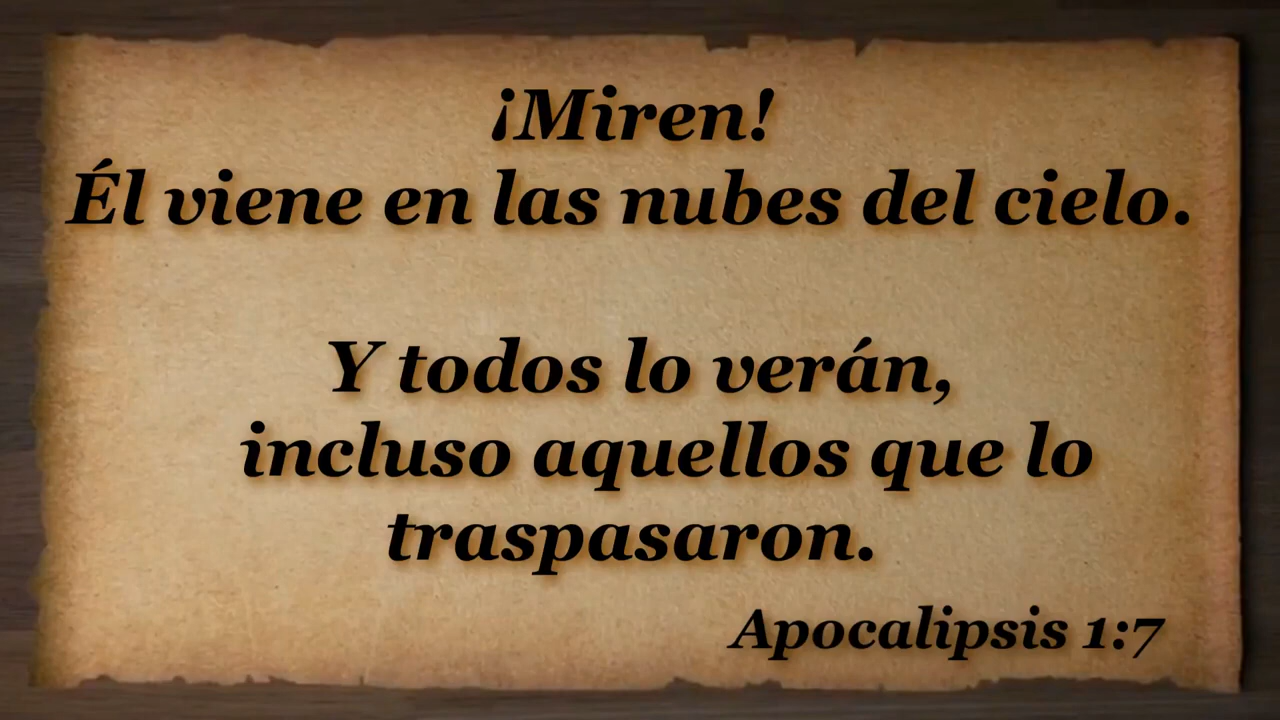 ¡Miren!
Él viene en las nubes del cielo.
Y todos lo verán,
incluso aquellos que lo
traspasaron.
Apocalipsis 1:7